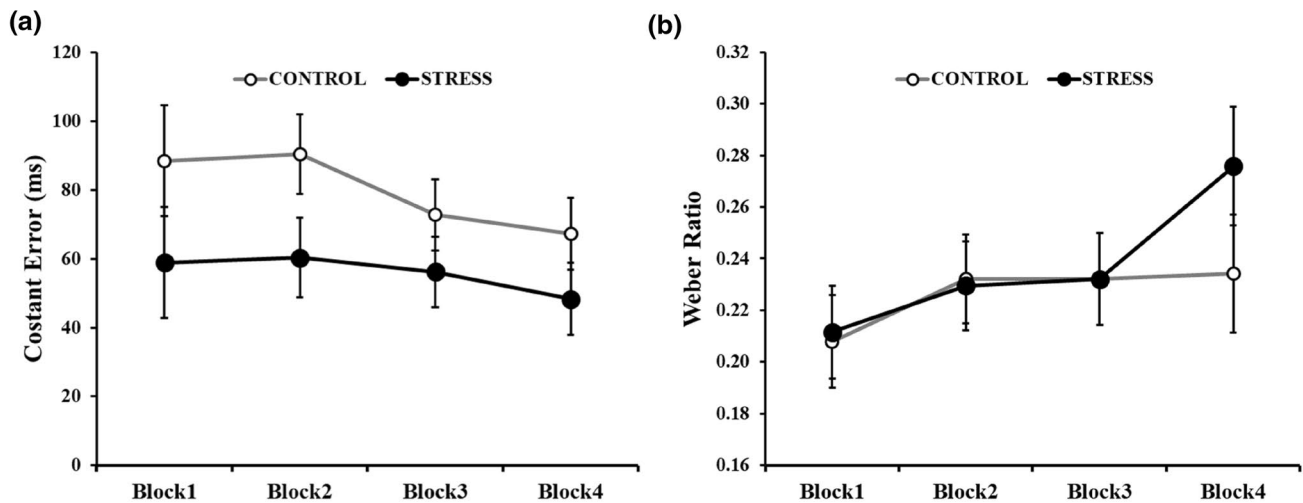 (a)
120
100
80
60
40
20
0
Costant Error (ms)
CONTROL STRESS
Block1 Block2 Block3 Block4
(b)
0.32
0.30
0.28
0.26
0.24
0.22
0.20
0.18
0.16
Weber Ratio
CONTROL STRESS
Block1 Block2 Block3 Block4